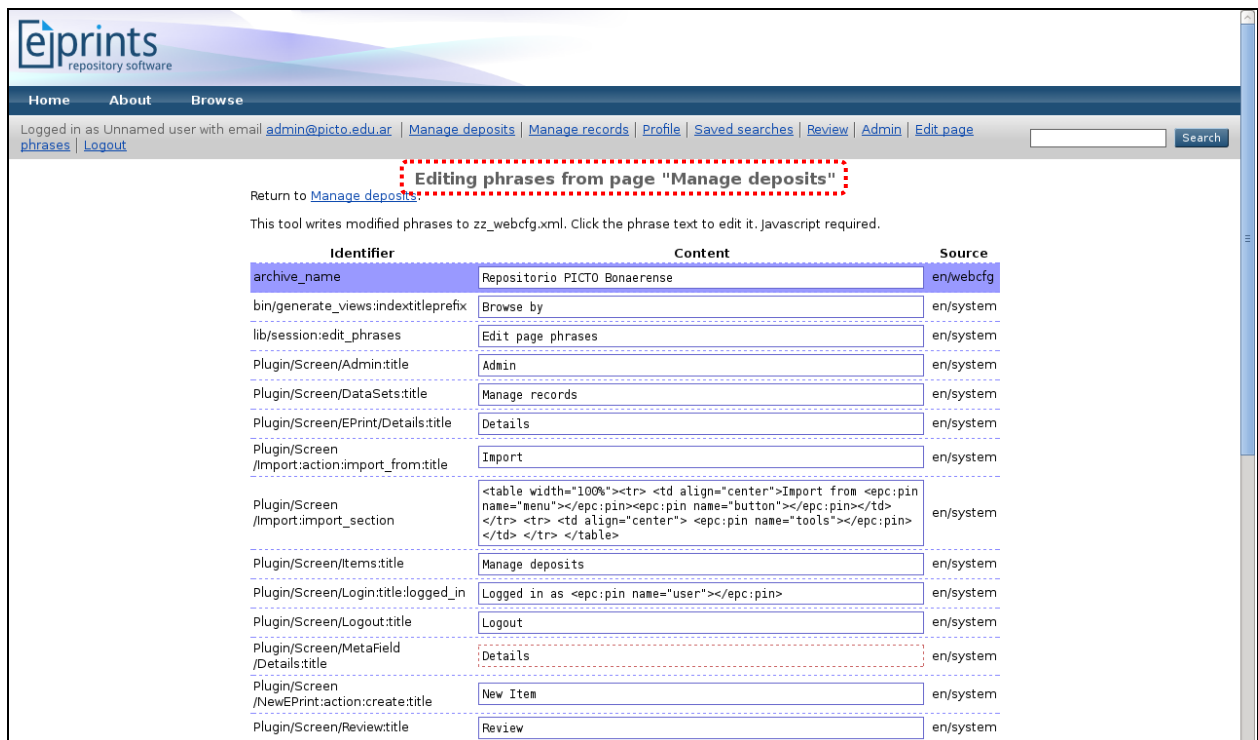 eprints
repository software
Home About Browse
Logged in as Unnamed user with email admin@picto.edu.ar | Manage deposits | Manage records | Profile | Saved searches | Review | Admin | Edit page
phrases | Logout
Search
Editing phrases from page "Manage deposits"
Return to Manage deposits.
This tool writes modified phrases to zz_webcfg.xml. Click the phrase text to edit it. Javascript required.
Identifier Content Source
archive_name Repositorio PICTO Bonaerense en/webcfg
bin/generate_views:indextitleprefix Browse by en/system
lib/session:edit_phrases Edit page phrases en/system
Plugin/Screen/Admin:title Admin en/system
Plugin/Screen/DataSets:title Manage records en/system
Plugin/Screen/EPrint/Details:title Details en/system
Plugin/Screen
/Import:action:import_from:title Import en/system
Plugin/Screen
/Import:import_section
<table width="100%"><tr> <td align="center">Import from <epc:pin
name="menu"></epc:pin><epc:pin name="button"></epc:pin></td>
</tr> <tr> <td align="center"> <epc:pin name="tools"></epc:pin>
</td> </tr> </table>
en/system
Plugin/Screen/Items:title Manage deposits en/system
Plugin/Screen/Login:title:logged_in Logged in as <epc:pin name="user"></epc:pin> en/system
Plugin/Screen/Logout:title Logout en/system
Plugin/Screen/MetaField
/Details:title Details en/system
Plugin/Screen
/NewEPrint:action:create:title New Item en/system
Plugin/Screen/Review:title Review en/system